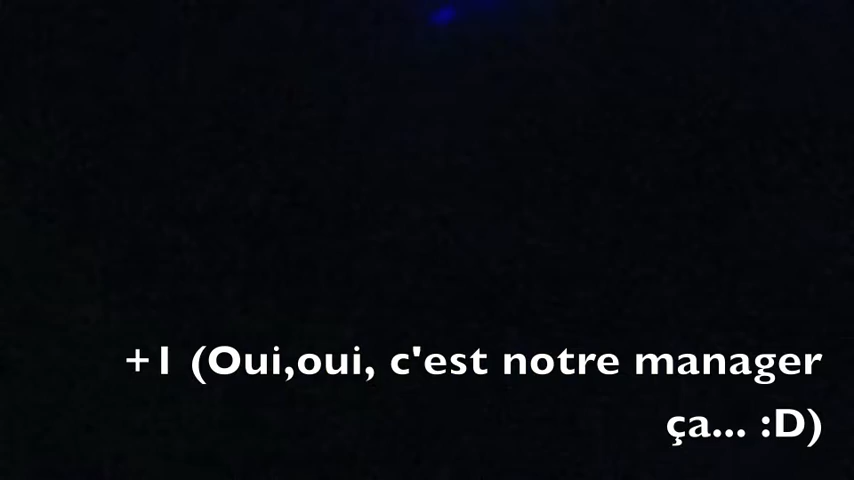 +1 (Oui,oui, c'est notre manager
ça... :D)